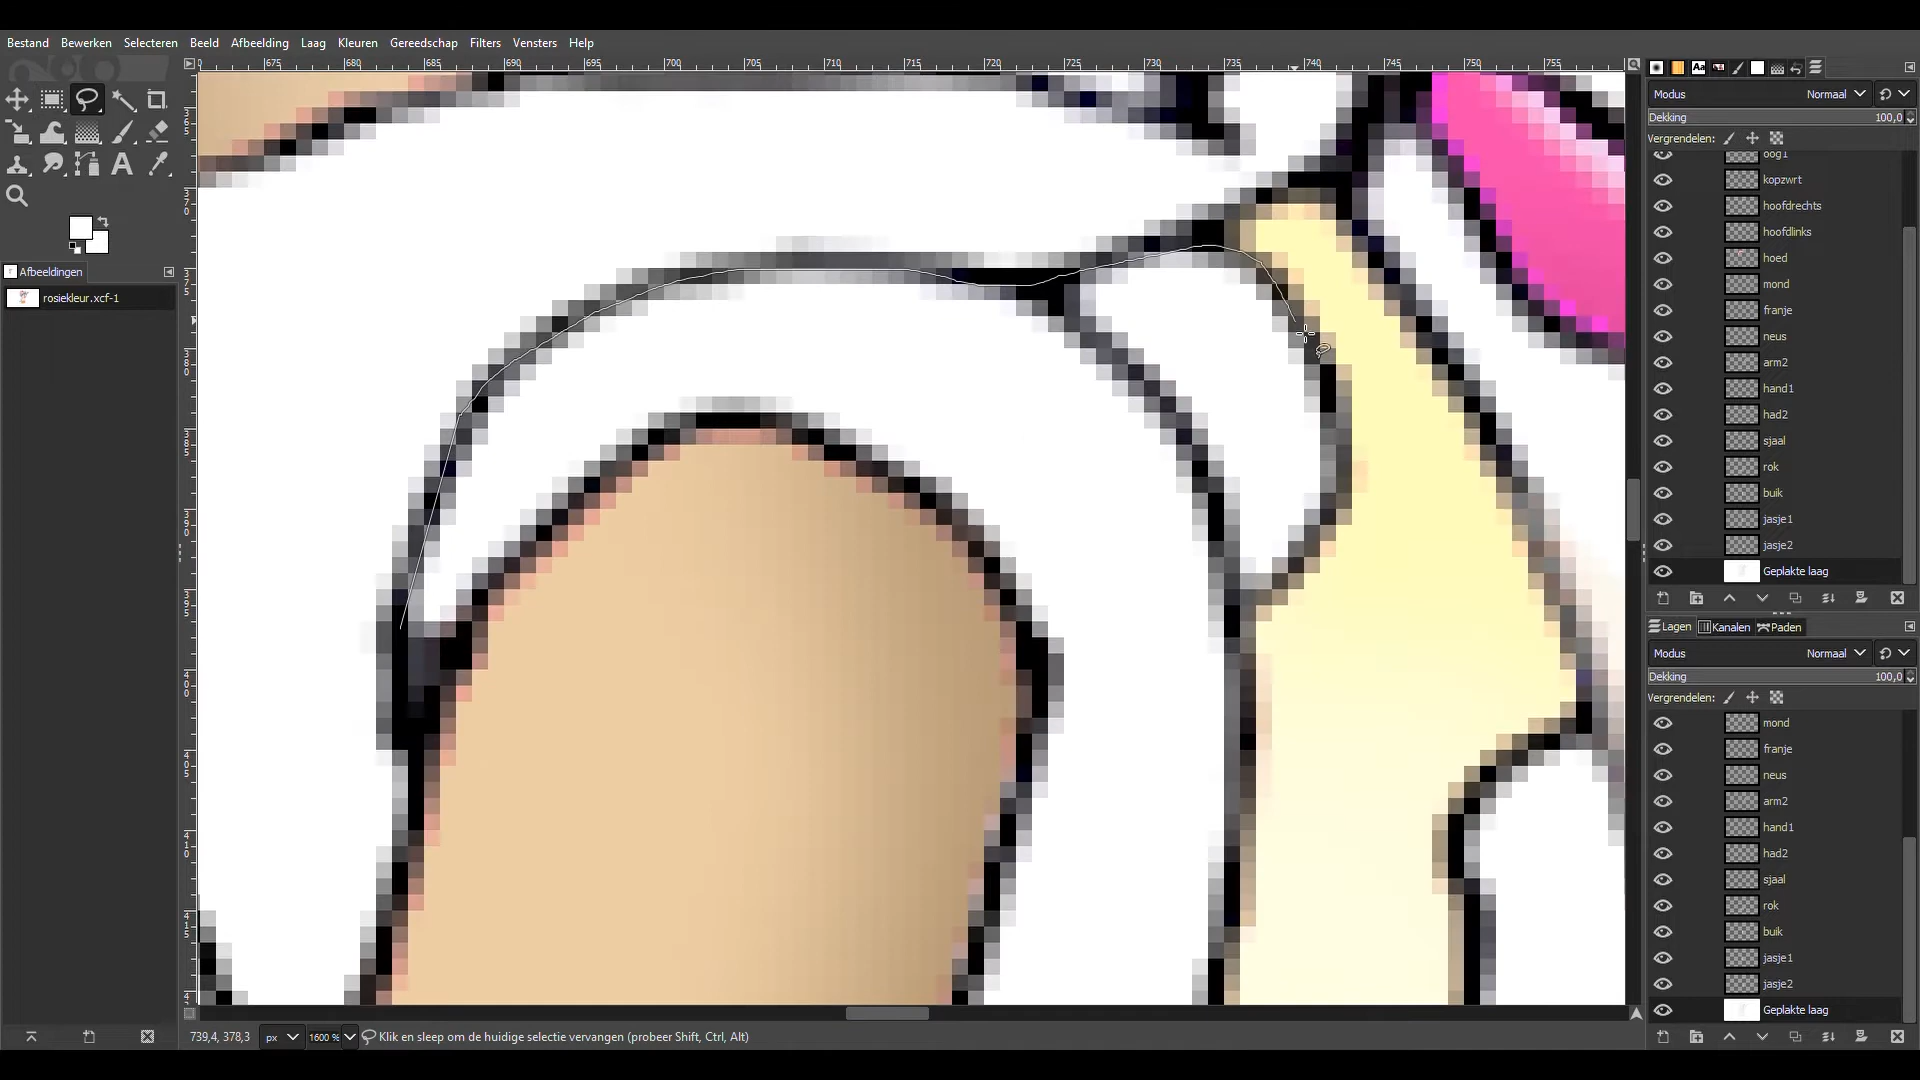 Bestand Bewerken Selecteren Beeld Afbeelding Laag Kleuren Gereedschap Filters Vensters Help
675 680 685 690 695 700 705 710 715 720 725 730 735 740 745 750 755
Afbeeldingen
rosiekleur.xcf-1
Modus Normaal
Dekking 100,0
Vergrendelen:
oog1
kopzwrt
hoofdrechts
hoofdlinks
hoed
mond
franje
neus
arm2
hand1
had2
sjaal
rok
buik
jasje1
jasje2
Geplakte laag
Lagen Kanalen Paden
Modus Normaal
Dekking 100,0
Vergrendelen:
mond
franje
neus
arm2
hand1
had2
sjaal
rok
buik
jasje1
jasje2
Geplakte laag
739,4, 378,3 px 1600 % Klik en sleep om de huidige selectie vervangen (probeer Shift, Ctrl, Alt)